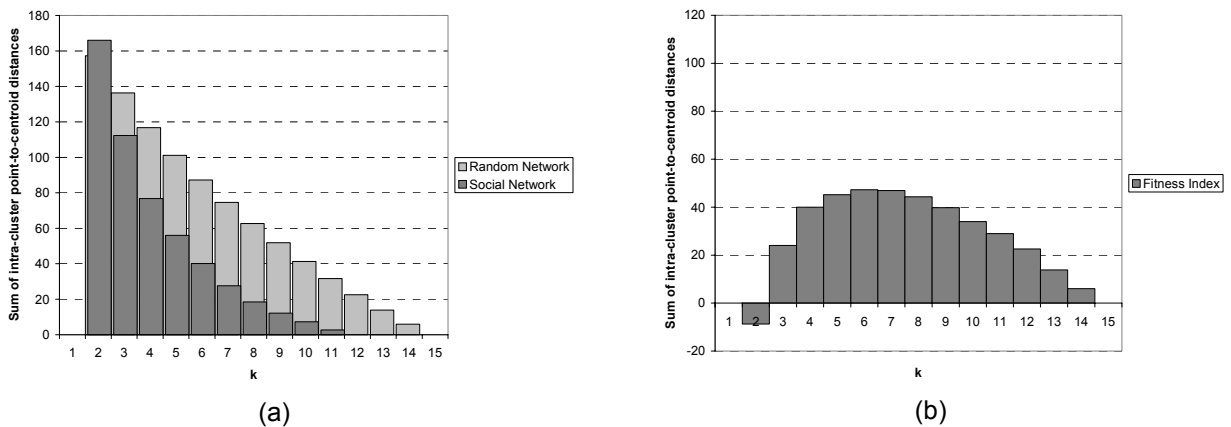 Sum of intra-cluster point-to-centroid distances
180
160
140
120
100
80
60
40
20
0
1 2 3 4 5 6 7 8 9 10 11 12 13 14 15
k
Random Network
Social Network
(a)
Sum of intra-cluster point-to-centroid distances
120
100
80
60
40
20
0
-20
1 2 3 4 5 6 7 8 9 10 11 12 13 14 15
k
Fitness Index
(b)